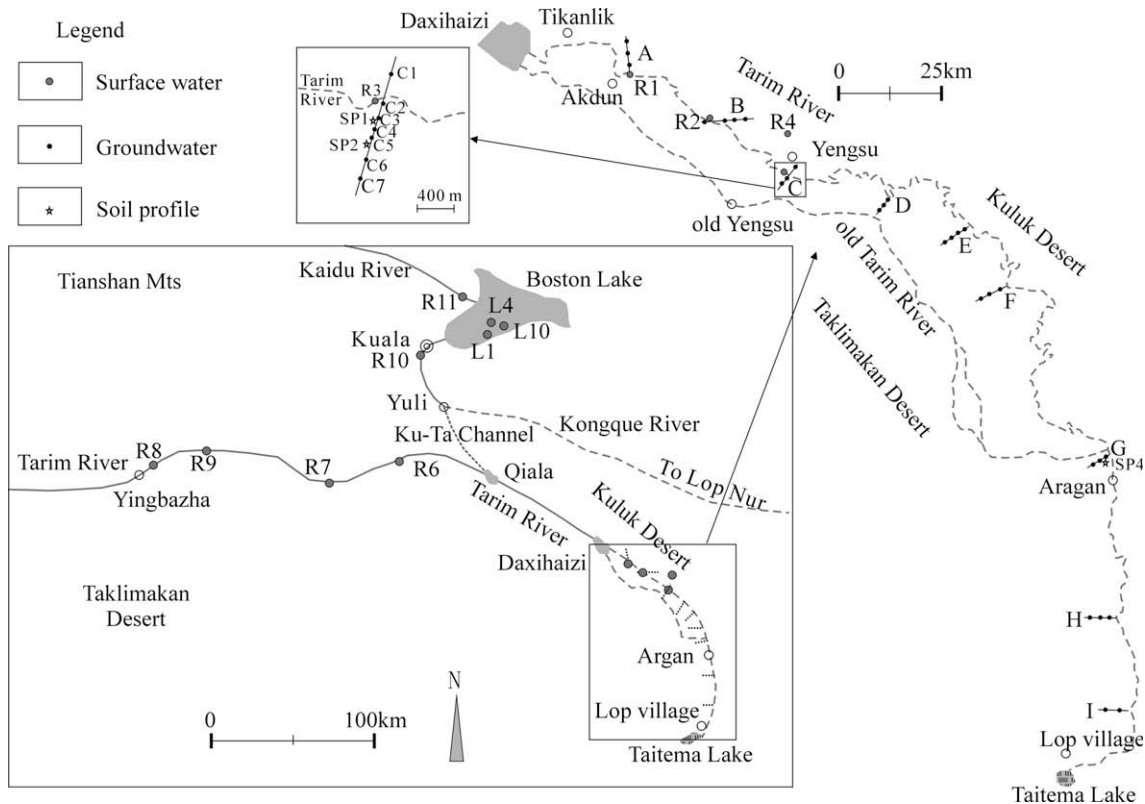 Legend
Surface water
Groundwater
Soil profile
Tarim
River
R3
C1
C2
SP1
C3
C4
SP2
C5
C6
C7
400 m
Daxihaizi
Tikanlik
A
Akdun
R1
Tarim River
0
25km
R2
B
R4
Yengsu
C
old Yengsu
D
old Tarim River
E
Kuluk Desert
F
Taklimakan Desert
G
SP4
Aragan
H
I
Lop village
Taitema Lake
Tianshan Mts
Kaidu River
Boston Lake
R11
L4
L10
L1
Kuala
R10
Yuli
Kongque River
Ku-Ta Channel
To Lop Nur
Tarim River
R8
R9
R7
R6
Qiala
Yingbazha
Tarim River
Kuluk Desert
Daxihaizi
Taklimakan
Desert
Argan
N
0
100km
Lop village
Taitema Lake